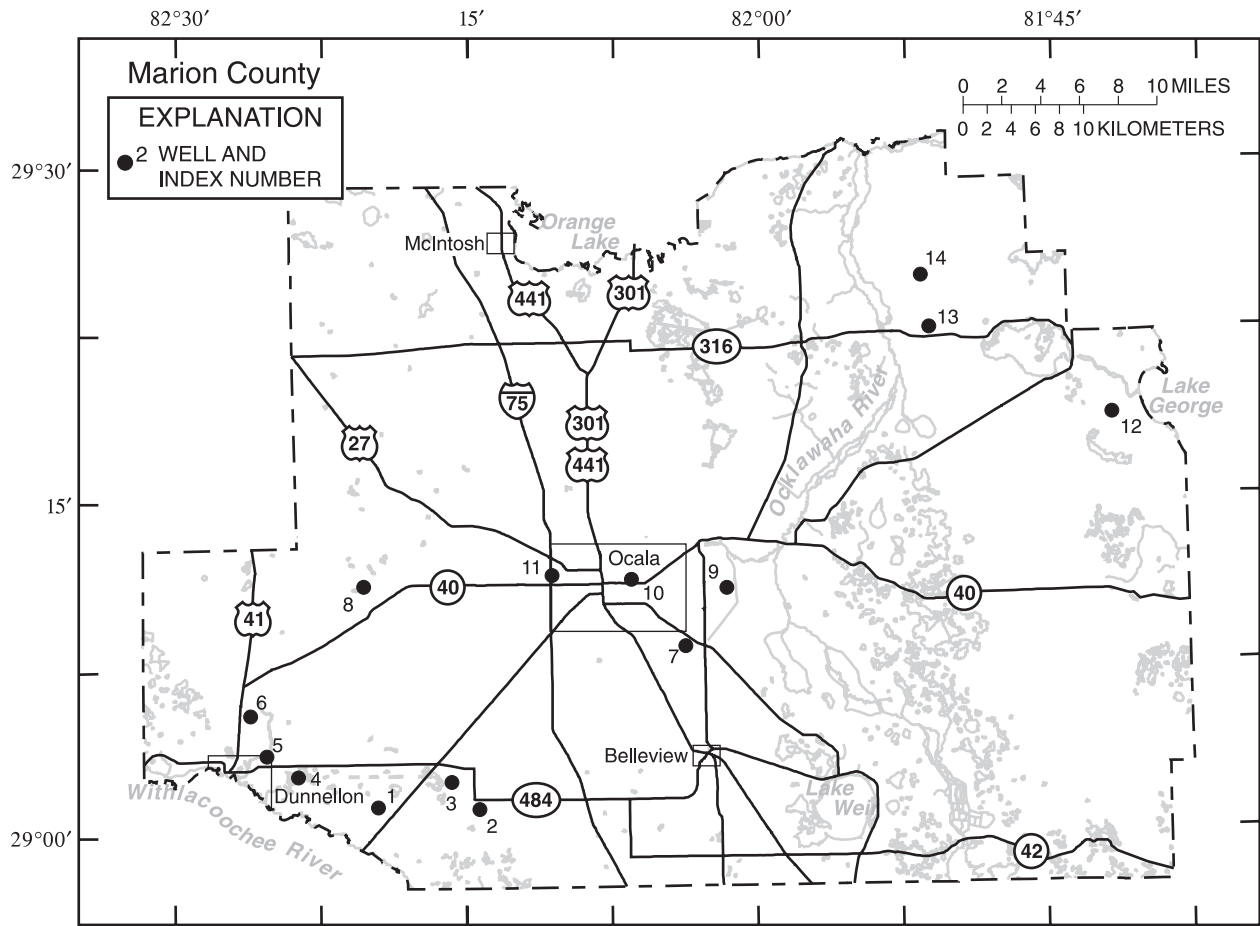 82°30′
15′
82°00′
81°45′
Marion County
EXPLANATION
2 WELL AND
INDEX NUMBER
0 2 4 6 8 10 MILES
0 2 4 6 8 10 KILOMETERS
29°30′
Orange
Lake
McIntosh
441
301
14
13
316
75
Lake
George
12
301
27
441
Ocklawaha River
15′
Ocala
11
10
9
8
40
40
41
7
6
5
Belleview
4
Dunnellon
1
3
2
484
Lake
Weir
Withlacoochee River
29°00′
42